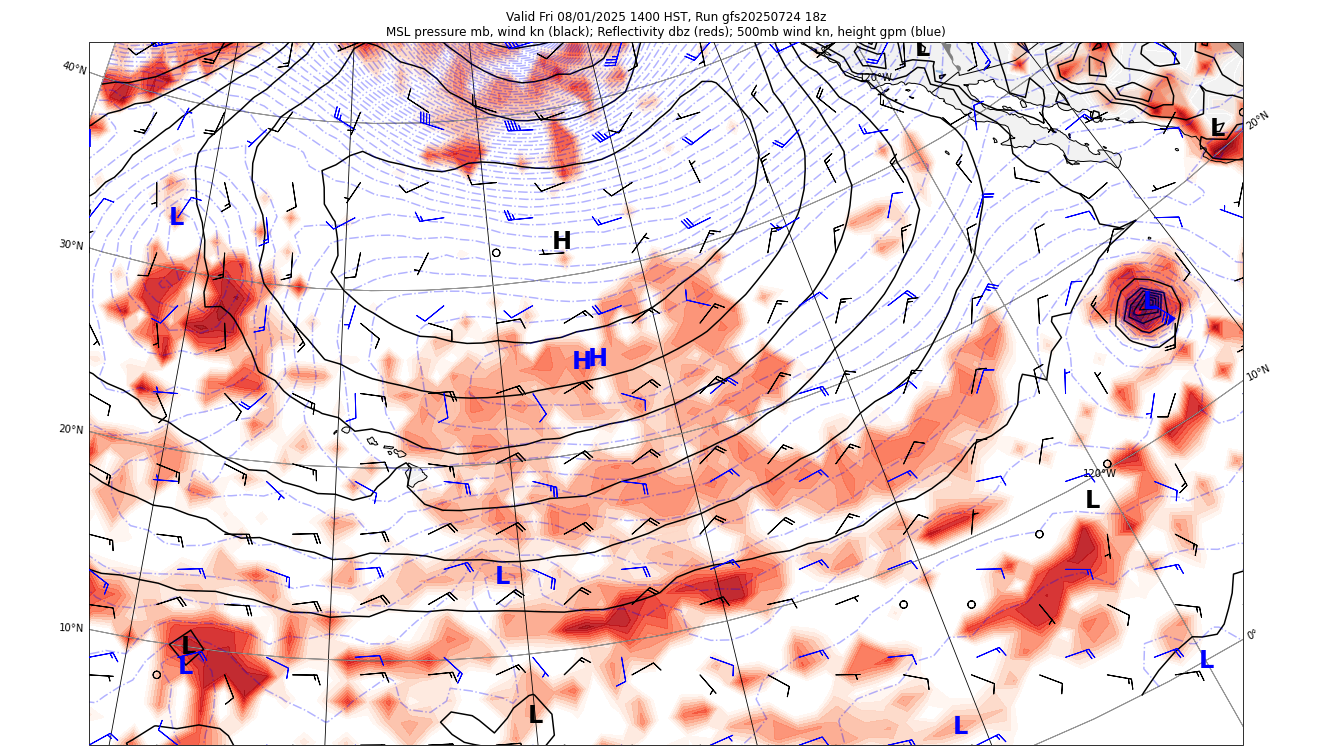 Valid Fri 08/01/2025 1400 HST, Run gfs20250724 18z
MSL pressure mb, wind kn (black); Reflectivity dbz (reds); 500mb wind kn, height gpm (blue)
L
40°N
120°W
20°N
L
L
30°N
H
L
H H
10°N
20°N
120°W
L
L
10°N
0°
L
L
L
L
L